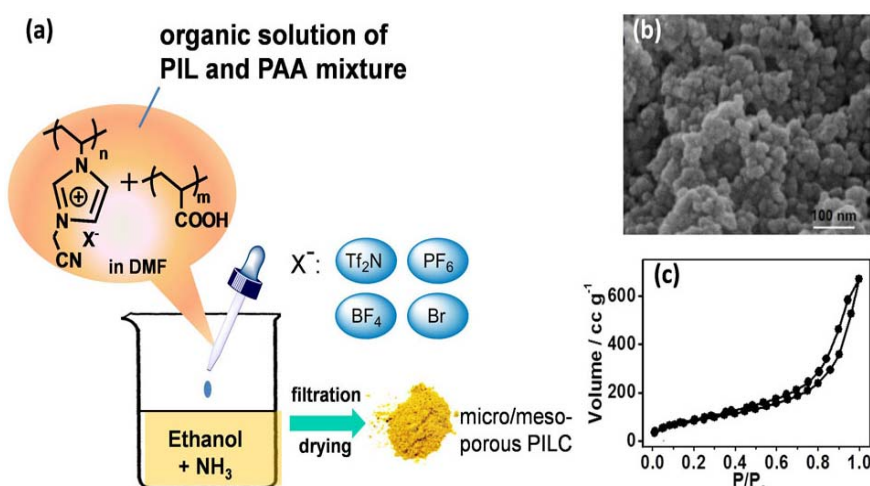 (a)
organic solution of
PIL and PAA mixture
n
N
+
+
m
N
COOH
X-
CN
in DMF
X-:
Tf2N
PF6
BF4
Br
Ethanol
+ NH3
filtration
drying
micro/meso-
porous PILC
(b)
100 nm
(c)
Volume / cc g-1
600
400
200
0
0.0 0.2 0.4 0.6 0.8 1.0